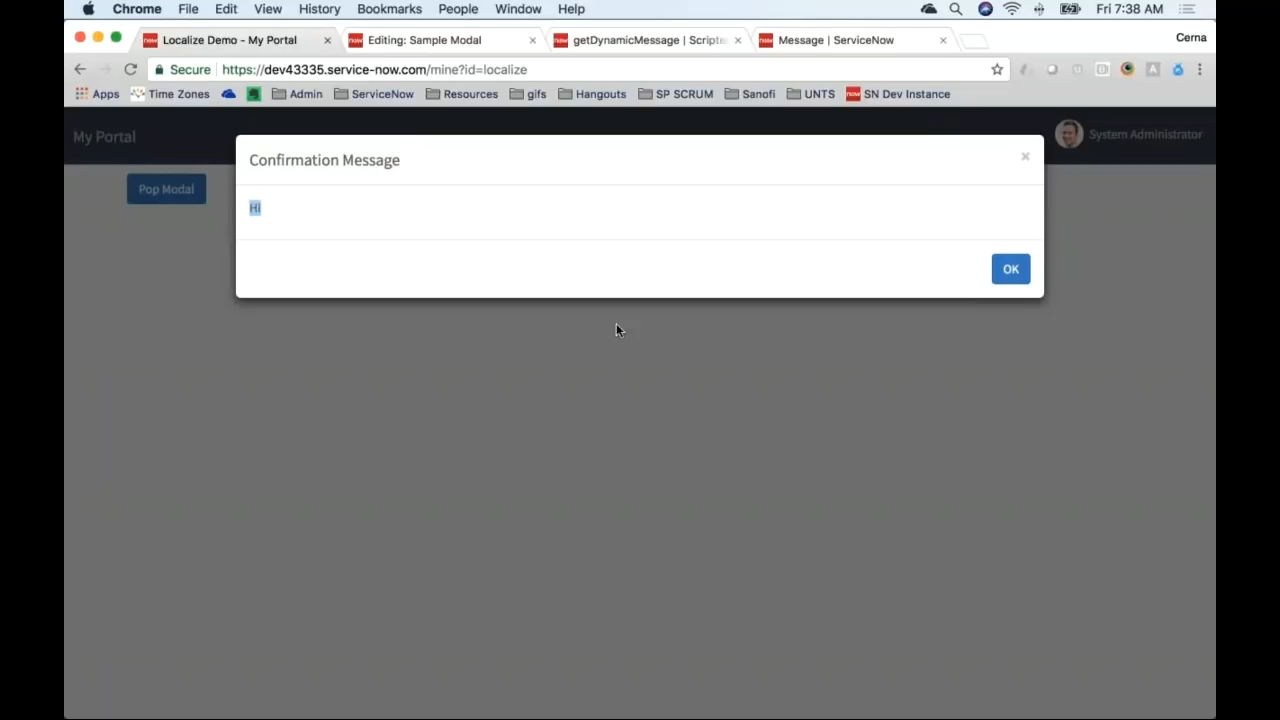 Chrome File Edit View History Bookmarks People Window Help Fri 7:38 AM
Localize Demo - My Portal Editing: Sample Modal getDynamicMessage | Scripte Message | ServiceNow Cerna
Secure https://dev43335.service-now.com/mine?id=localize
Apps Time Zones Admin ServiceNow Resources gifs Hangouts SP SCRUM Sanofi UNTS now SN Dev Instance
My Portal System Administrator
Confirmation Message ×
Pop Modal
Hi
OK